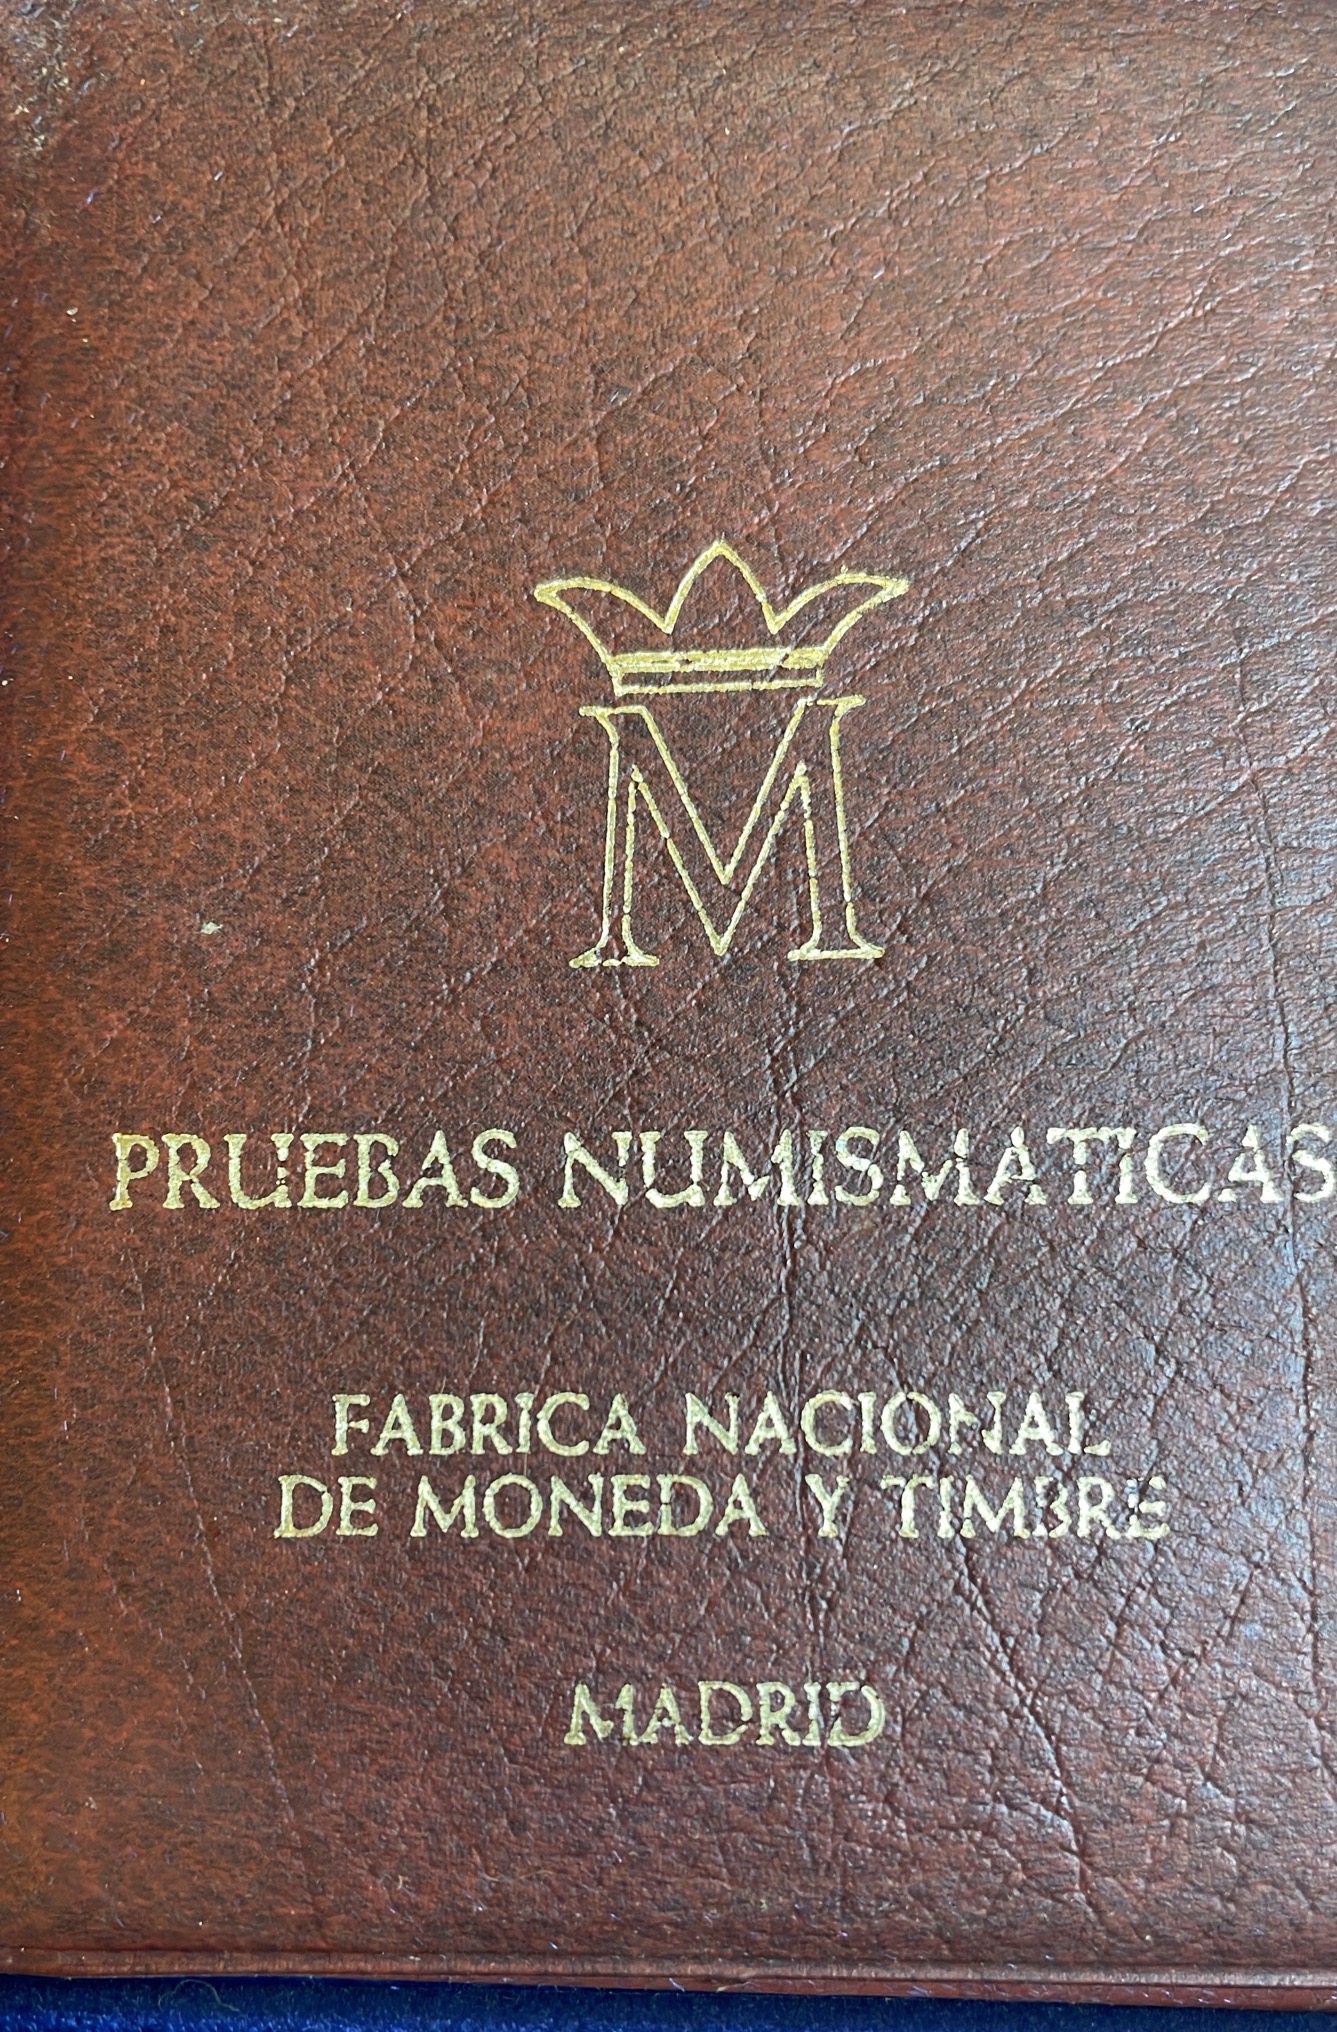 M
PRUEBAS NUMISMATICAS
FABRICA NACIONAL
DE MONEDA Y TIMBRE
MADRID